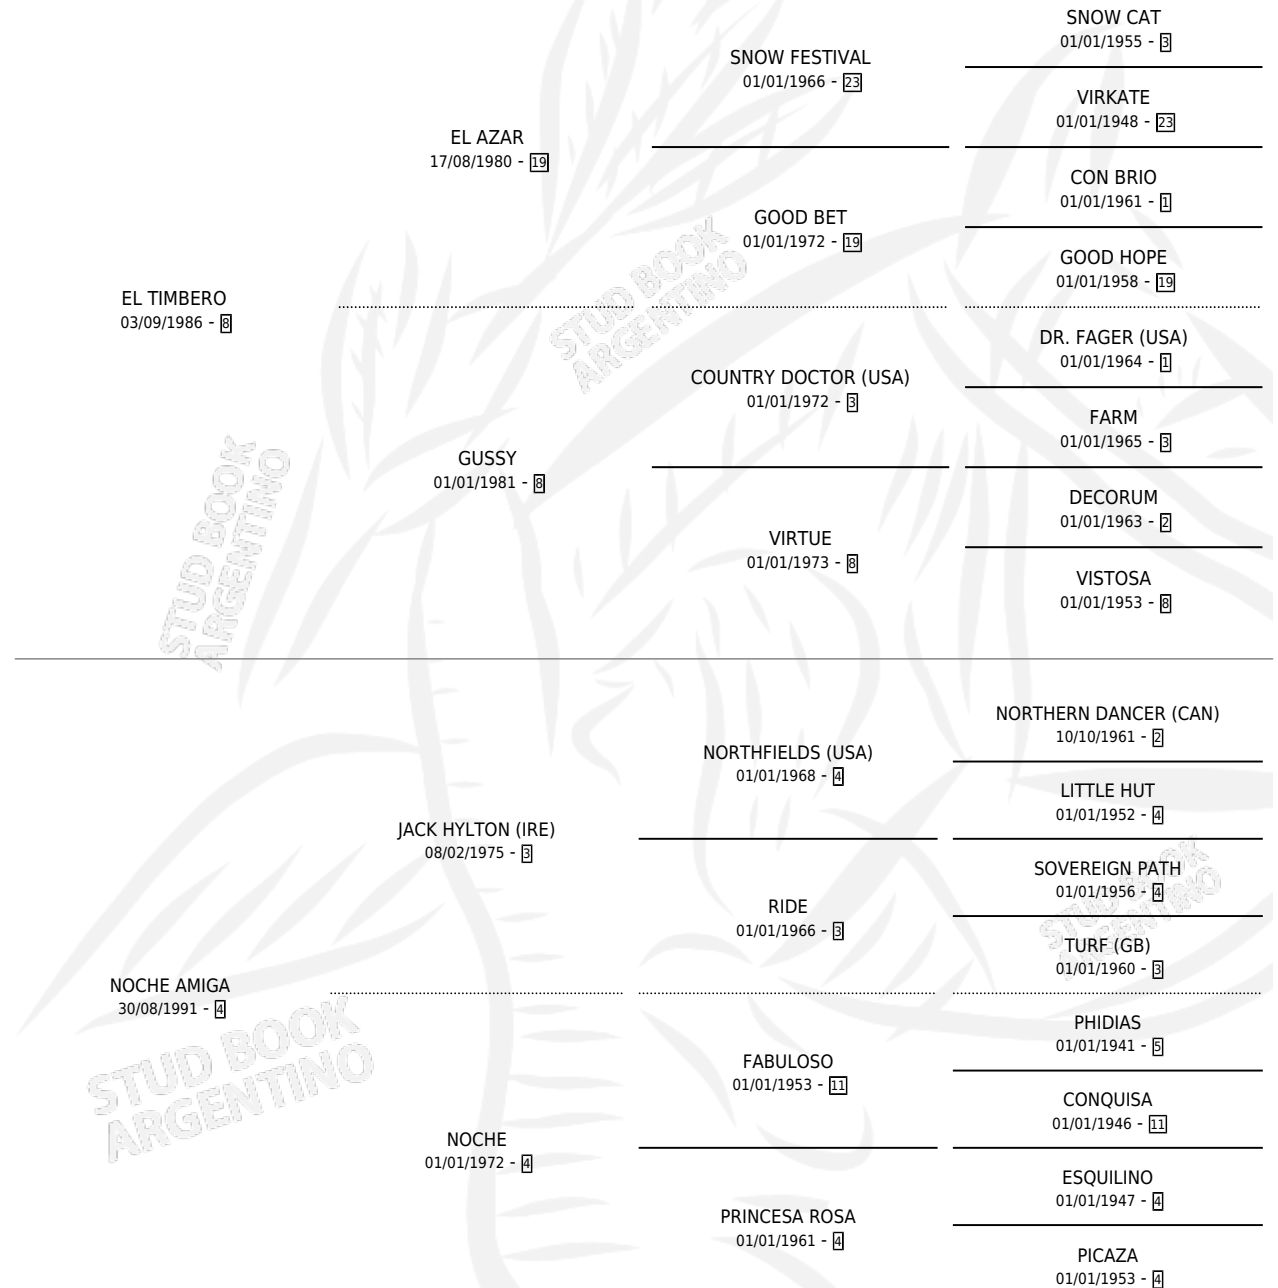 SNOW CAT
01/01/1955 - 3
SNOW FESTIVAL
01/01/1966 - 23
VIRKATE
01/01/1948 - 23
EL AZAR
17/08/1980 - 19
CON BRIO
01/01/1961 - 1
GOOD BET
01/01/1972 - 19
GOOD HOPE
01/01/1958 - 19
EL TIMBERO
03/09/1986 - 8
DR. FAGER (USA)
01/01/1964 - 1
COUNTRY DOCTOR (USA)
01/01/1972 - 3
FARM
01/01/1965 - 3
GUSSY
01/01/1981 - 8
DECORUM
01/01/1963 - 2
VIRTUE
01/01/1973 - 8
VISTOSA
01/01/1953 - 8
STUD BOOK
ARGENTINO
STUD BOOK
ARGENTINO
NORTHERN DANCER (CAN)
10/10/1961 - 2
NORTHFIELDS (USA)
01/01/1968 - 4
LITTLE HUT
01/01/1952 - 4
JACK HYLTON (IRE)
08/02/1975 - 3
SOVEREIGN PATH
01/01/1956 - 4
RIDE
01/01/1966 - 3
TURF (GB)
01/01/1960 - 3
NOCHE AMIGA
30/08/1991 - 4
PHIDIAS
01/01/1941 - 5
FABULOSO
01/01/1953 - 11
CONQUISA
01/01/1946 - 11
NOCHE
01/01/1972 - 4
ESQUILINO
01/01/1947 - 4
PRINCESA ROSA
01/01/1961 - 4
PICAZA
01/01/1953 - 4
STUD BOOK
ARGENTINO
STUD BOOK
ARGENTINO